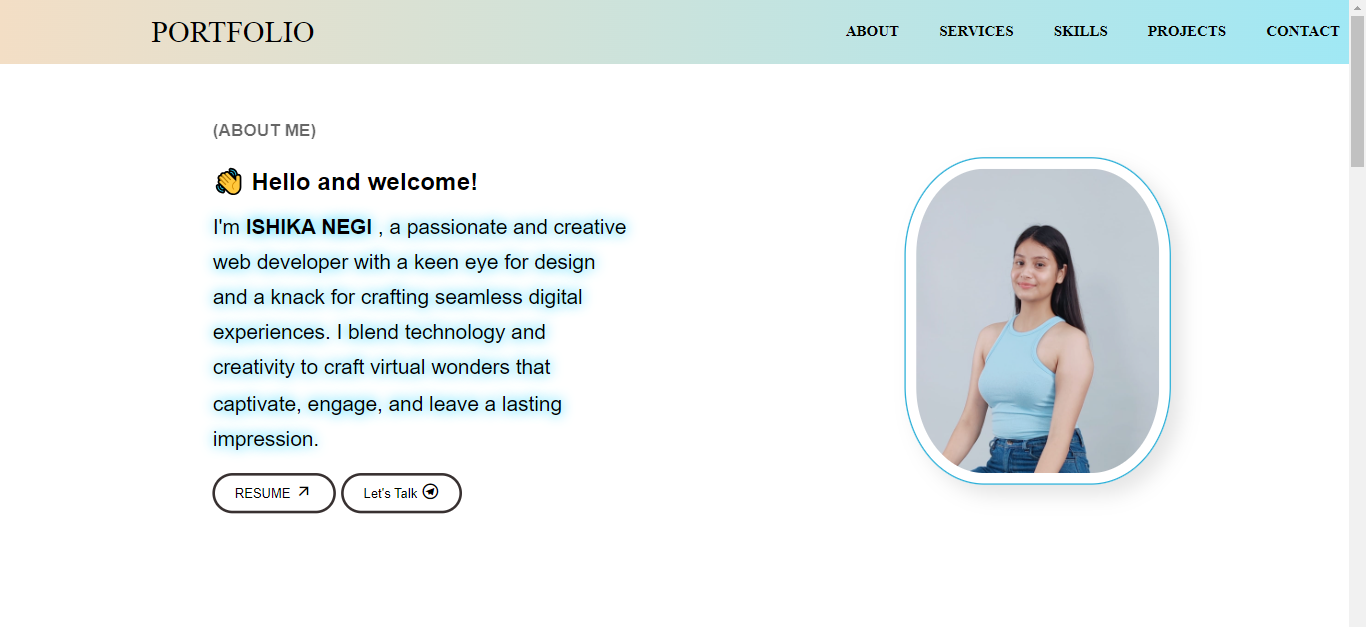 PORTFOLIO
ABOUT SERVICES SKILLS PROJECTS CONTACT
(ABOUT ME)
👋 Hello and welcome!
I'm ISHIKA NEGI , a passionate and creative
web developer with a keen eye for design
and a knack for crafting seamless digital
experiences. I blend technology and
creativity to craft virtual wonders that
captivate, engage, and leave a lasting
impression.
RESUME
Let's Talk